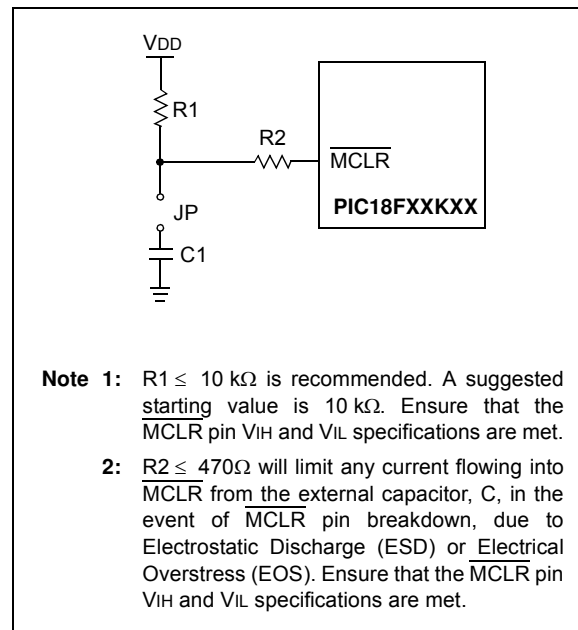 VDD
R1
R2
MCLR
PIC18FXXKXX
JP
C1
Note 1: R1 ≤ 10 kΩ is recommended. A suggested
starting value is 10 kΩ. Ensure that the
MCLR pin VIH and VIL specifications are met.
2: R2 ≤ 470Ω will limit any current flowing into
MCLR from the external capacitor, C, in the
event of MCLR pin breakdown, due to
Electrostatic Discharge (ESD) or Electrical
Overstress (EOS). Ensure that the MCLR pin
VIH and VIL specifications are met.